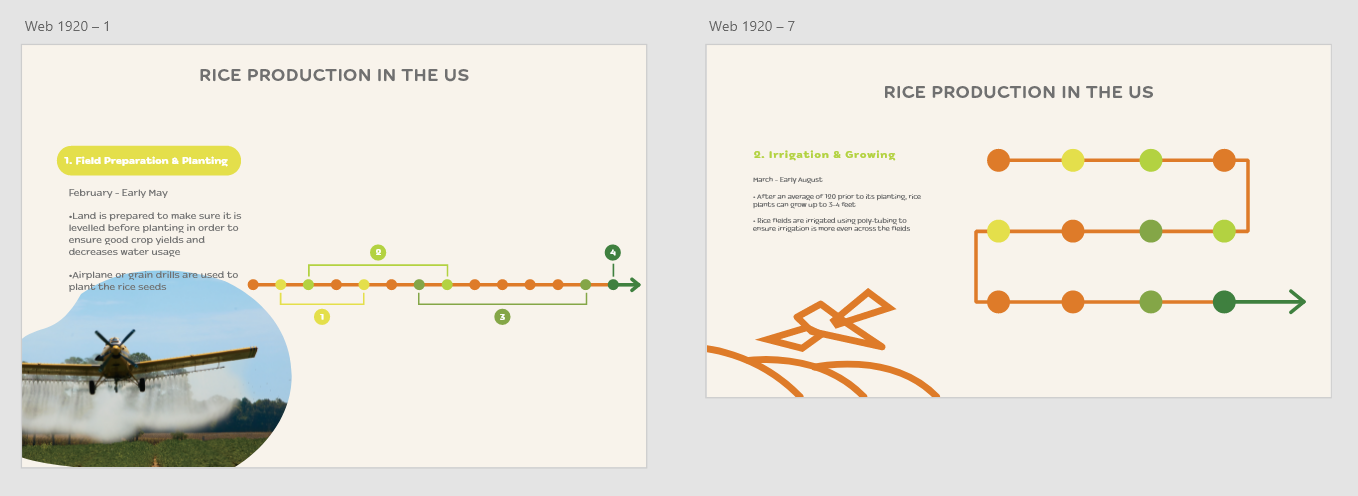 Web 1920 – 1
RICE PRODUCTION IN THE US
1. Field Preparation & Planting
February - Early May
•Land is prepared to make sure it is
levelled before planting in order to
ensure good crop yields and
decreases water usage
•Airplane or grain drills are used to
plant the rice seeds
2
4
1
3
Web 1920 – 7
RICE PRODUCTION IN THE US
2. Irrigation & Growing
March - Early August
• After an average of 120 prior to its planting, rice
plants can grow up to 3-4 feet
• Rice fields are irrigated using poly-tubing to
ensure irrigation is more even across the fields